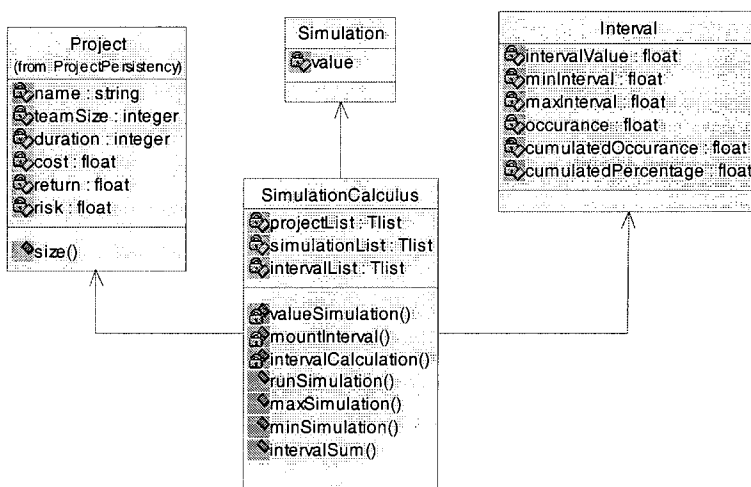 Project
(from ProjectPersistency)
name : string
teamSize : integer
duration : integer
cost : float
return : float
risk : float
size()
Simulation
value
Interval
intervalValue : float
minInterval : float
maxInterval : float
occurance : float
cumulatedOccurance : float
cumulatedPercentage : float
SimulationCalculus
projectList : Tlist
simulationList : Tlist
intervalList : Tlist
valueSimulation()
mountInterval()
intervalCalculation()
runSimulation()
maxSimulation()
minSimulation()
intervalSum()